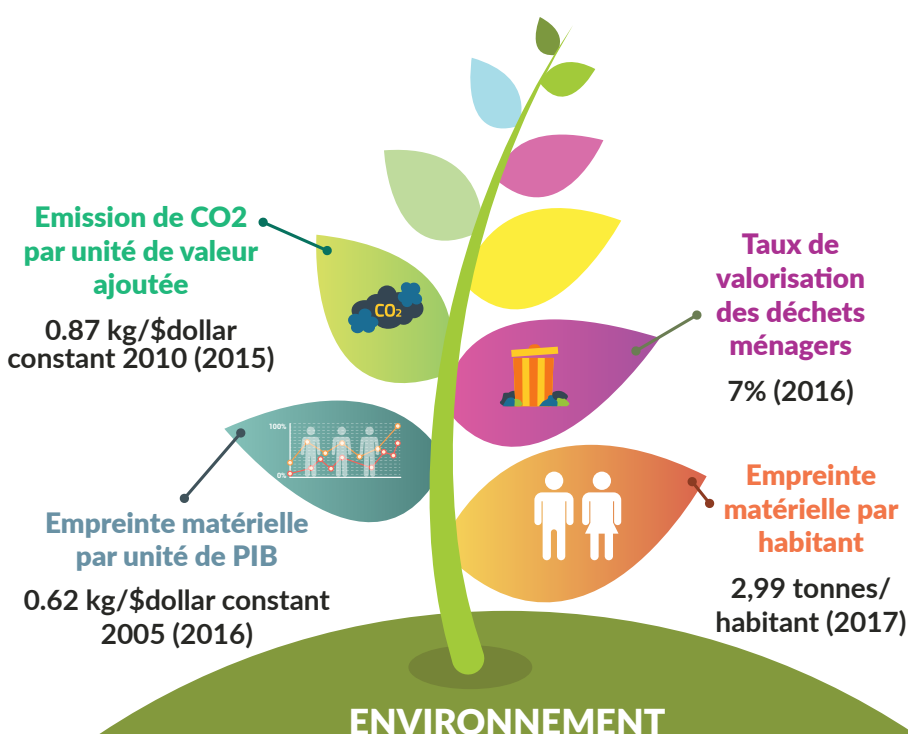 Emission de CO2
par unité de valeur
ajoutée
0.87 kg/$dollar
constant 2010 (2015)
CO2
Taux de
valorisation
des déchets
ménagers
7% (2016)
100%
0%
Empreinte matérielle
par unité de PIB
0.62 kg/$dollar constant
2005 (2016)
Empreinte
matérielle par
habitant
2,99 tonnes/
habitant (2017)
ENVIRONNEMENT